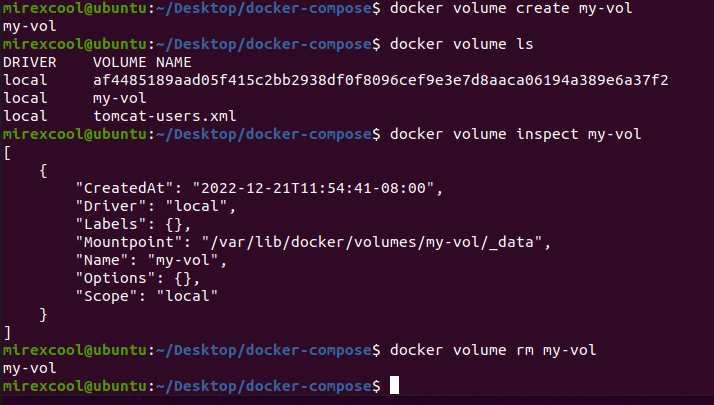 mirexcool@ubuntu:~/Desktop/docker-compose$ docker volume create my-vol
my-vol
mirexcool@ubuntu:~/Desktop/docker-compose$ docker volume ls
DRIVER    VOLUME NAME
local     af4485189aad05f415c2bb2938df0f8096cef9e3e7d8aaca06194a389e6a37f2
local     my-vol
local     tomcat-users.xml
mirexcool@ubuntu:~/Desktop/docker-compose$ docker volume inspect my-vol
[
    {
        "CreatedAt": "2022-12-21T11:54:41-08:00",
        "Driver": "local",
        "Labels": {},
        "Mountpoint": "/var/lib/docker/volumes/my-vol/_data",
        "Name": "my-vol",
        "Options": {},
        "Scope": "local"
    }
]
mirexcool@ubuntu:~/Desktop/docker-compose$ docker volume rm my-vol
my-vol
mirexcool@ubuntu:~/Desktop/docker-compose$